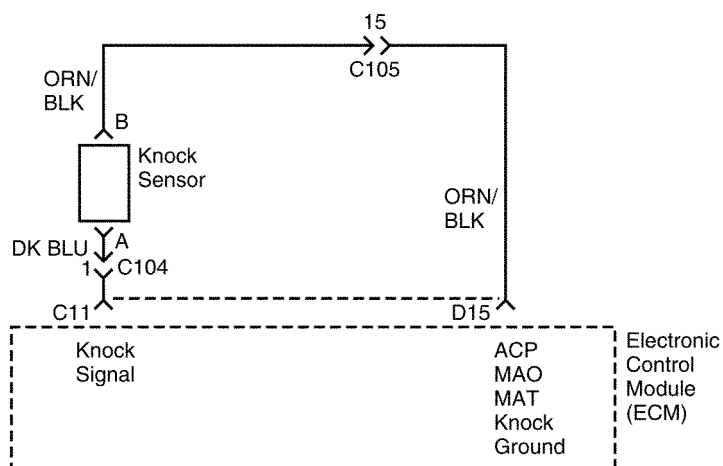 15
C105
ORN/
BLK
B
Knock
Sensor
ORN/
BLK
A
DK BLU
1
C104
C11
D15
Knock
Signal
ACP
MAO
MAT
Knock
Ground
Electronic
Control
Module
(ECM)